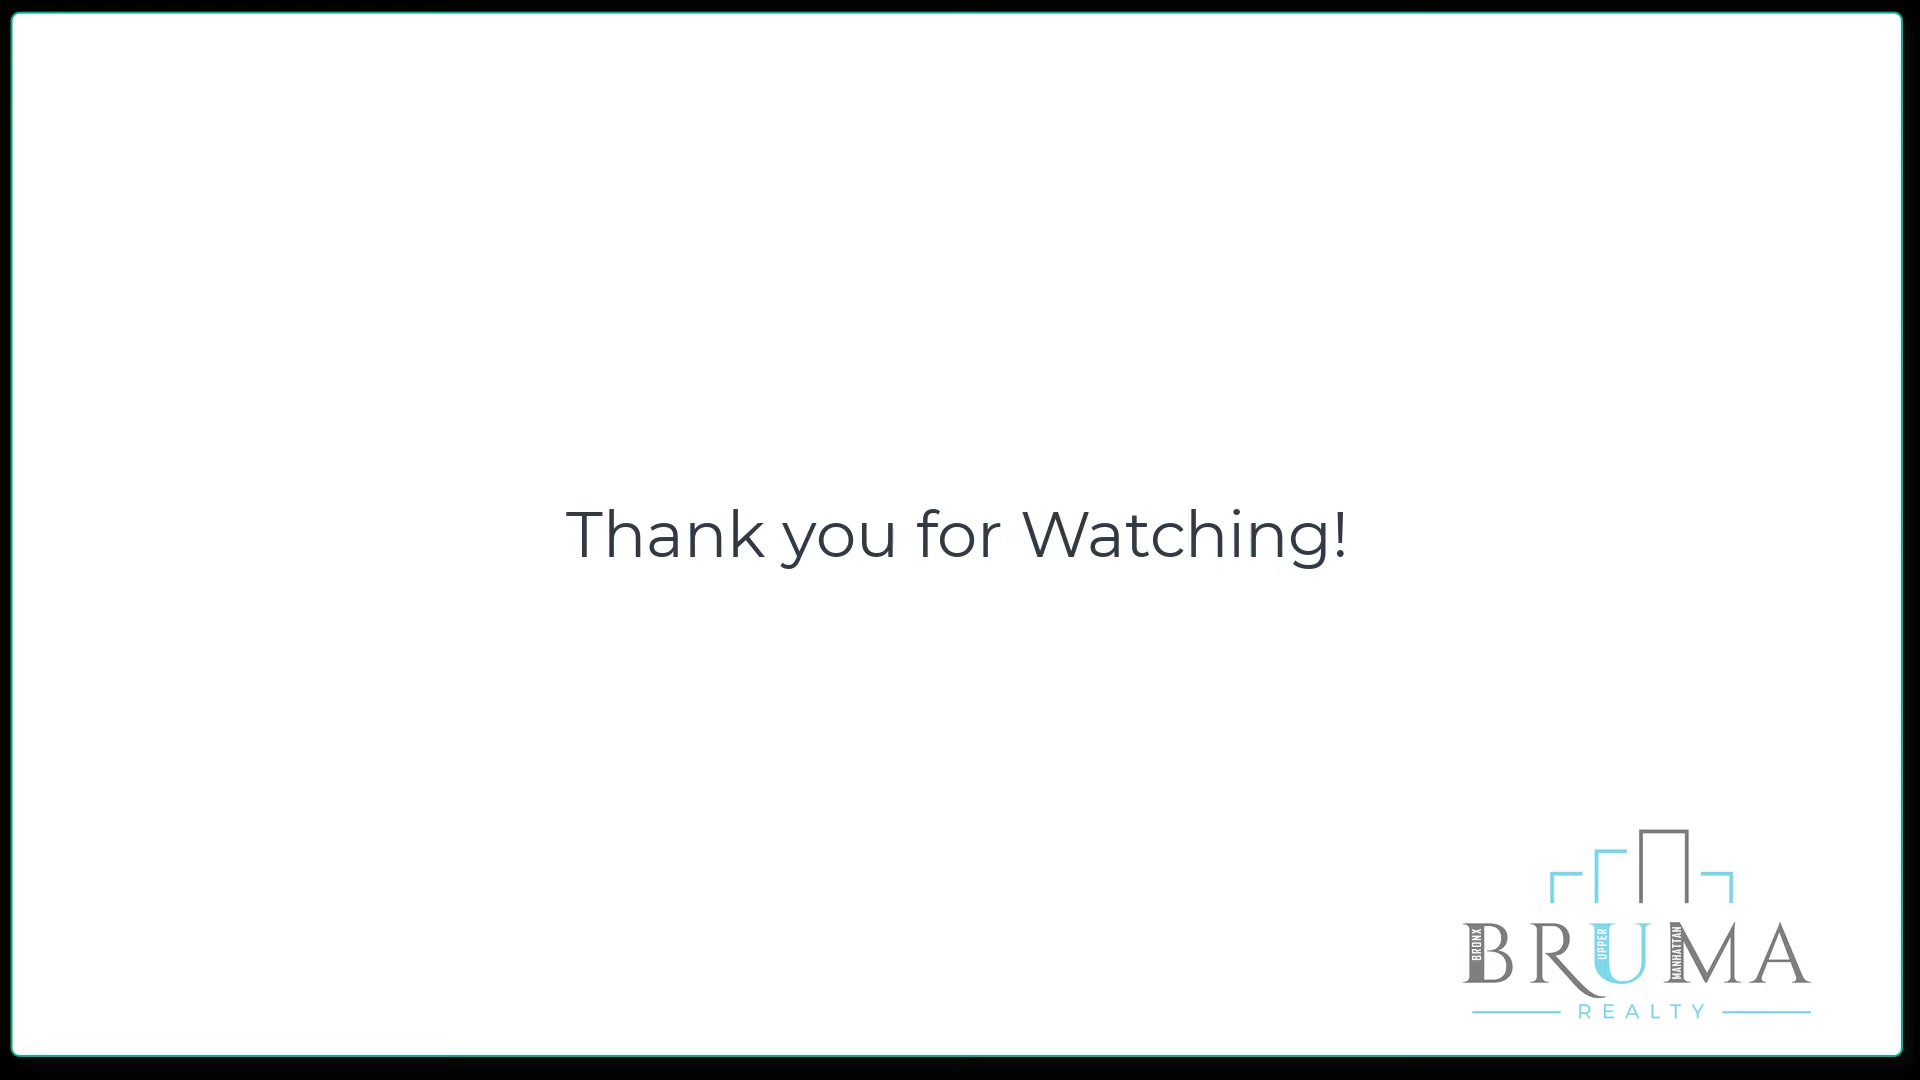 Thank you for Watching!
BRONX
UPPER
MANHATTAN
BRUMA
REALTY